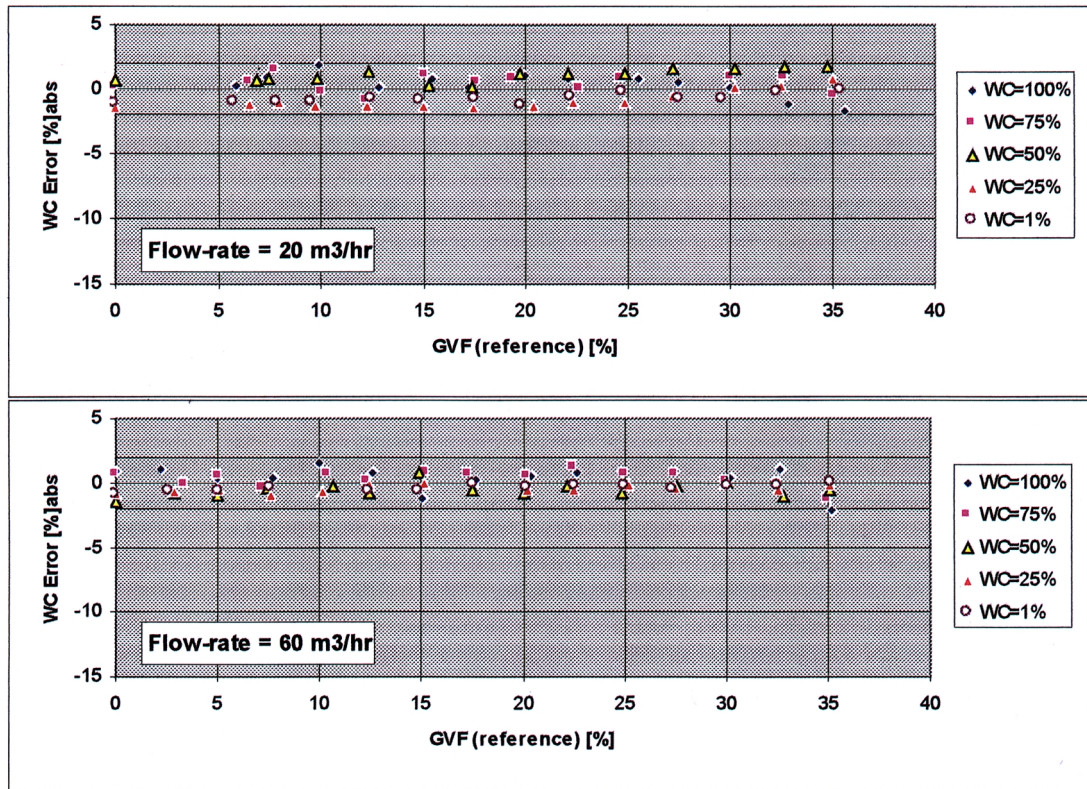 5
0
-5
-10
-15
WC Error [%]abs
Flow-rate = 20 m3/hr
0 5 10 15 20 25 30 35 40
GVF (reference) [%]
WC=100%
WC=75%
WC=50%
WC=25%
WC=1%
5
0
-5
-10
-15
WC Error [%]abs
Flow-rate = 60 m3/hr
0 5 10 15 20 25 30 35 40
GVF (reference) [%]
WC=100%
WC=75%
WC=50%
WC=25%
WC=1%